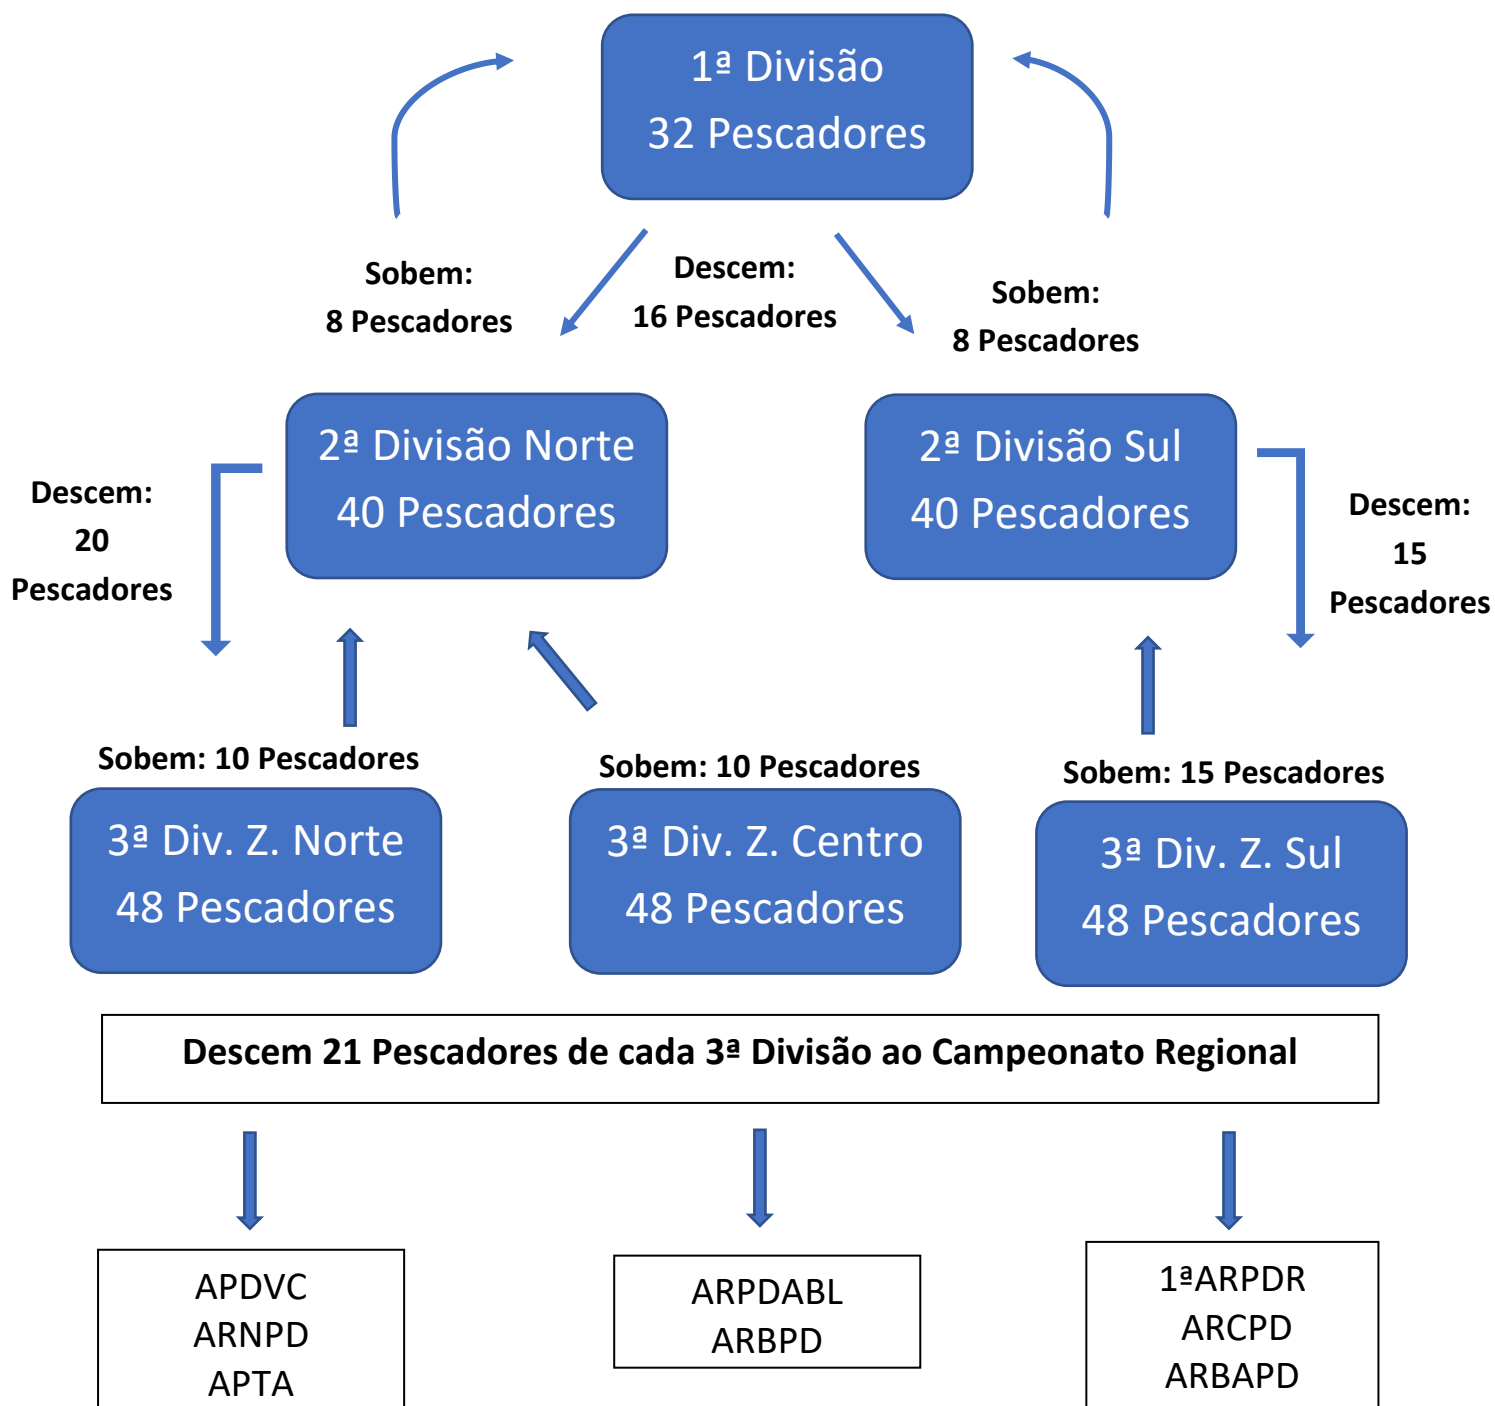 1ª Divisão
32 Pescadores
Sobem:
8 Pescadores
Descem:
16 Pescadores
Sobem:
8 Pescadores
2ª Divisão Norte
40 Pescadores
2ª Divisão Sul
40 Pescadores
Descem:
20
Pescadores
Descem:
15
Pescadores
Sobem: 10 Pescadores
Sobem: 10 Pescadores
Sobem: 15 Pescadores
3ª Div. Z. Norte
48 Pescadores
3ª Div. Z. Centro
48 Pescadores
3ª Div. Z. Sul
48 Pescadores
Descem 21 Pescadores de cada 3ª Divisão ao Campeonato Regional
APDVC
ARNPD
APTA
ARPDABL
ARBPD
1ªARPDR
ARCPD
ARBAPD